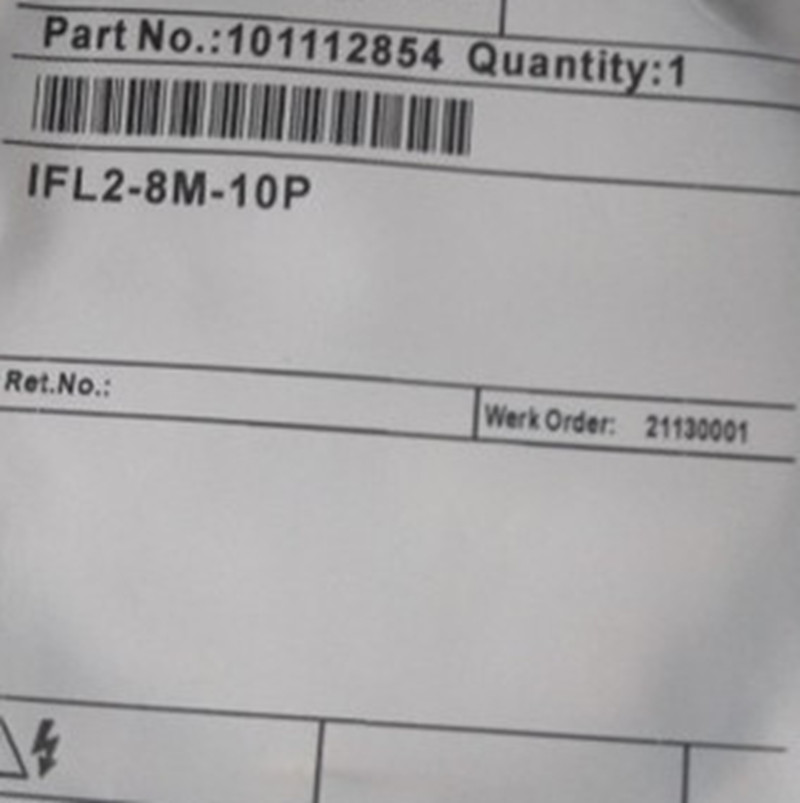 Part No.:101112854 Quantity:1
IFL2-8M-10P
Ret.No.:
Werk Order: 21130001